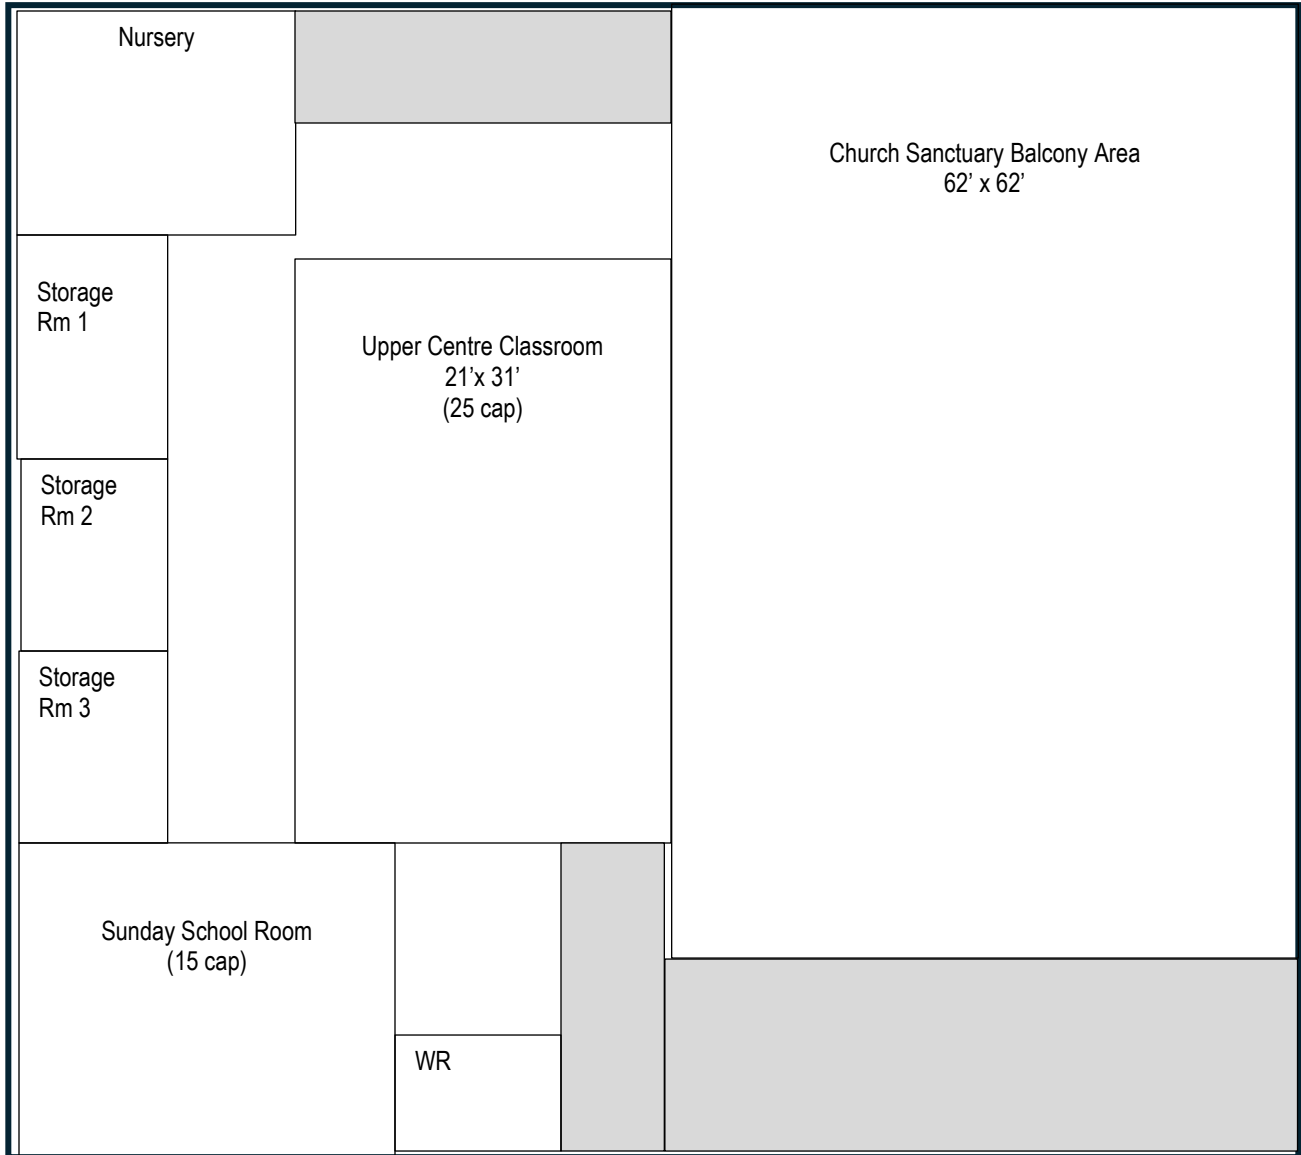 Nursery
Church Sanctuary Balcony Area
62’ x 62’
Storage
Rm 1
Upper Centre Classroom
21’x 31’
(25 cap)
Storage
Rm 2
Storage
Rm 3
Sunday School Room
(15 cap)
WR